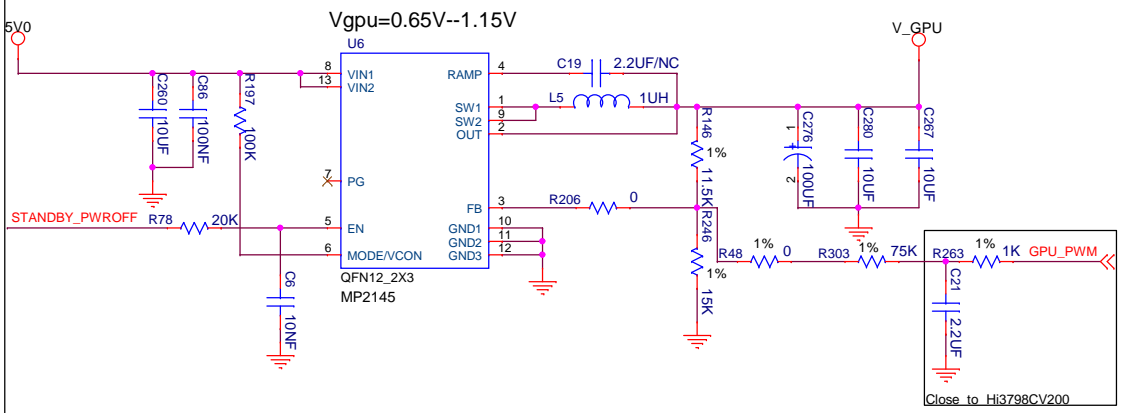 Vgpu=0.65V--1.15V
5V0
V_GPU
U6
8
VIN1
13
VIN2
RAMP
4
C19
2.2UF/NC
SW1
1
L5
1UH
SW2
9
OUT
2
C260
10UF
C86
100NF
R197
100K
R146
1%
11.5K
C276
1
+
2
100UF
C280
10UF
C267
10UF
7
PG
FB
3
R206
0
STANDBY_PWROFF
R78
20K
5
EN
GND1
10
GND2
11
GND3
12
6
MODE/VCON
QFN12_2X3
MP2145
C6
10NF
R246
1%
15K
R48
1%
0
R303
1%
75K
R263
1%
1K
GPU_PWM
C21
2.2UF
Close to Hi3798CV200